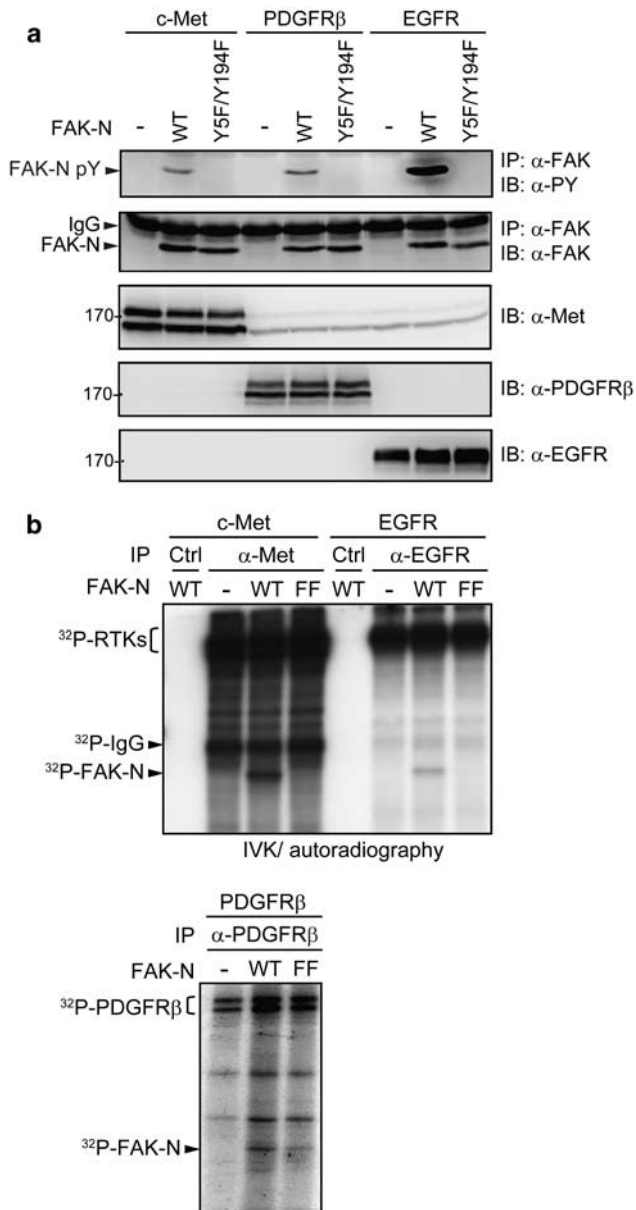 a
c-Met PDGFRβ EGFR
FAK-N - WT Y5F/Y194F - WT Y5F/Y194F - WT Y5F/Y194F
FAK-N pY
IP: α-FAK
IB: α-PY
IgG
FAK-N
IP: α-FAK
IB: α-FAK
170
IB: α-Met
170
IB: α-PDGFRβ
170
IB: α-EGFR
b
c-Met EGFR
IP Ctrl α-Met Ctrl α-EGFR
FAK-N WT - WT FF WT - WT FF
³²P-RTKs
³²P-IgG
³²P-FAK-N
IVK/ autoradiography
PDGFRβ
IP α-PDGFRβ
FAK-N - WT FF
³²P-PDGFRβ
³²P-FAK-N